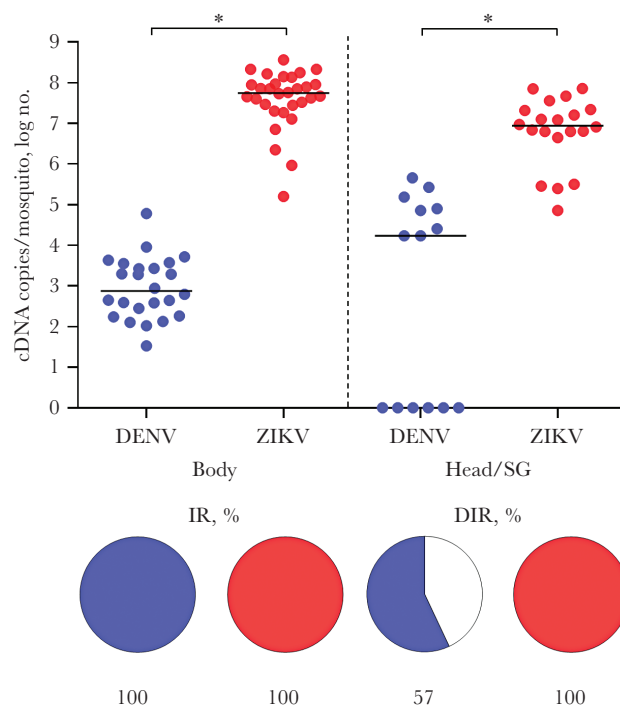 * *
9
8
7
6
5
4
3
2
1
0
cDNA copies/mosquito, log no.
DENV ZIKV DENV ZIKV
Body Head/SG
IR, % DIR, %
100 100 57 100